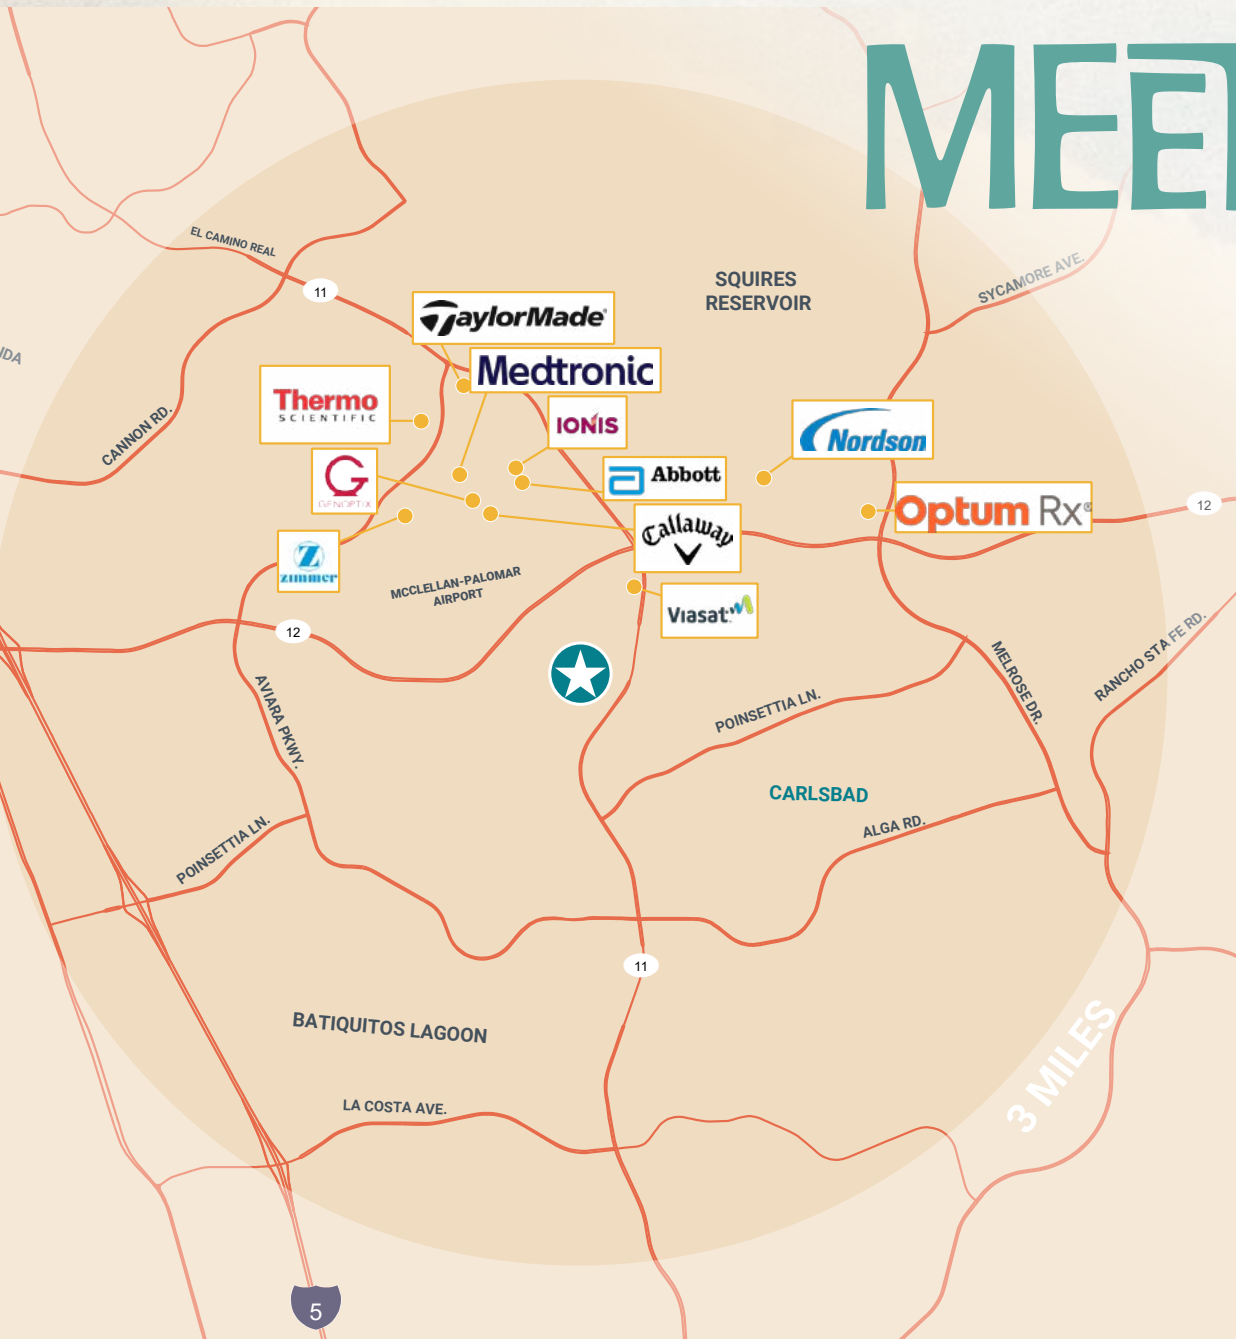 MEET
EL CAMINO REAL
11
SQUIRES
RESERVOIR
SYCAMORE AVE.
TaylorMade®
Medtronic
Thermo
SCIENTIFIC
IONIS
CANNON RD.
Nordson
G
GENOPTIX
Abbott
Optum Rx®
12
Callaway
Z
zimmer
MCCLELLAN-PALOMAR
AIRPORT
Viasat
12
RANCHO STA FE RD.
MELROSE DR.
AVIARA PKWY.
POINSETTIA LN.
CARLSBAD
ALGA RD.
POINSETTIA LN.
11
BATIQUITOS LAGOON
3 MILES
LA COSTA AVE.
5